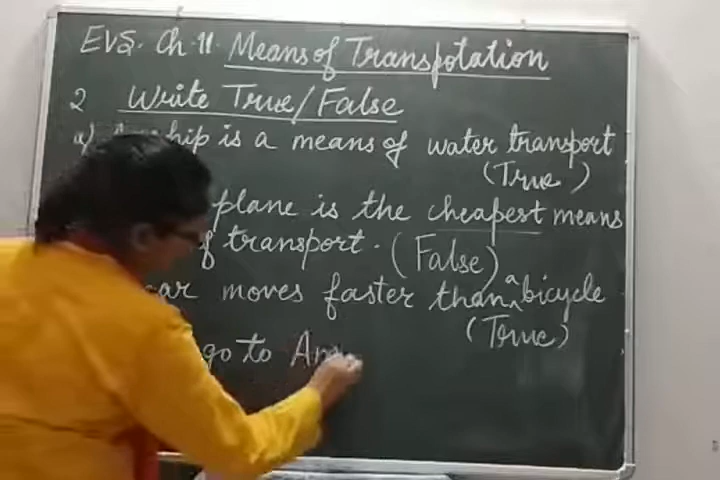 EVS. Ch. 11. Means of Transpotation
2 Write True/False
a) A ship is a means of water transport
(True)
plane is the cheapest means
of transport. (False)
car moves faster than a bicycle
(True)
go to